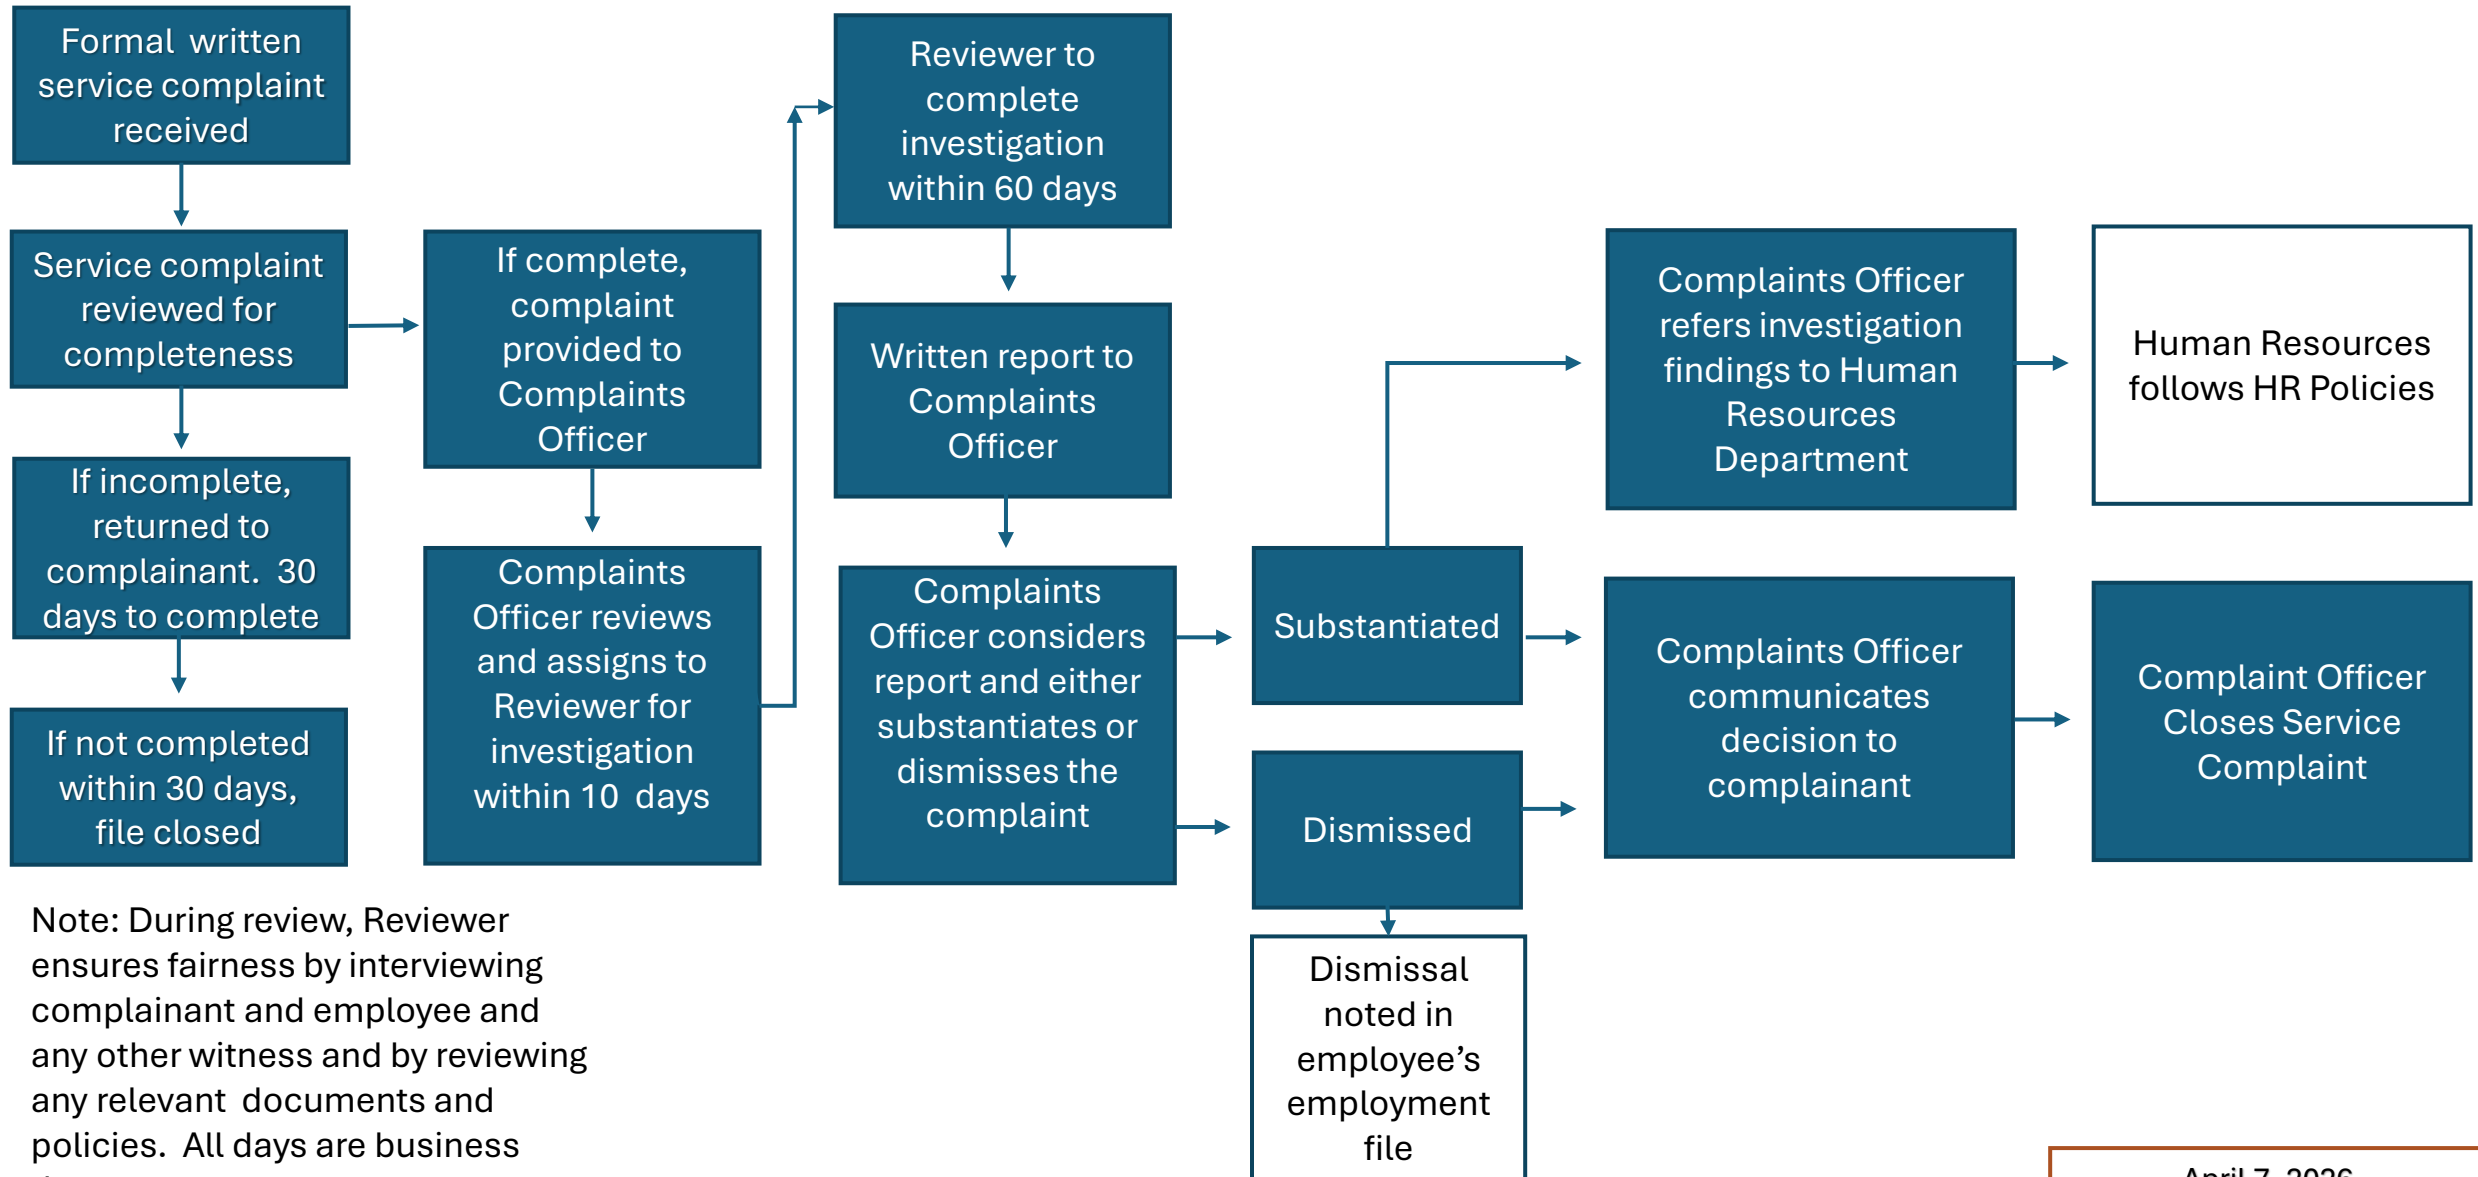 Formal written
service complaint
received
Service complaint
reviewed for
completeness
If incomplete,
returned to
complainant. 30
days to complete
If not completed
within 30 days,
file closed
If complete,
complaint
provided to
Complaints
Officer
Complaints
Officer reviews
and assigns to
Reviewer for
investigation
within 10 days
Reviewer to
complete
investigation
within 60 days
Written report to
Complaints
Officer
Complaints
Officer considers
report and either
substantiates or
dismisses the
complaint
Substantiated
Dismissed
Dismissal
noted in
employee’s
employment
file
Complaints Officer
refers investigation
findings to Human
Resources
Department
Human Resources
follows HR Policies
Complaints Officer
communicates
decision to
complainant
Complaint Officer
Closes Service
Complaint
Note: During review, Reviewer
ensures fairness by interviewing
complainant and employee and
any other witness and by reviewing
any relevant documents and
policies. All days are business
April 7, 2026